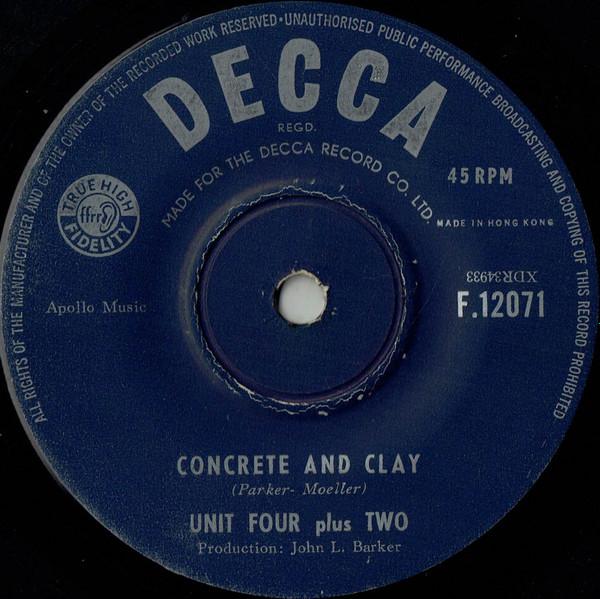 ALL RIGHTS OF THE MANUFACTURER AND OF THE OWNER OF THE RECORDED WORK RESERVED · UNAUTHORISED PUBLIC PERFORMANCE BROADCASTING AND COPYING OF THIS RECORD PROHIBITED
DECCA
REGD.
MADE FOR THE DECCA RECORD CO. LTD.
45 RPM
TRUE HIGH
ffrr
FIDELITY
MADE IN HONG KONG
XDR34933
Apollo Music
F.12071
CONCRETE AND CLAY
(Parker- Moeller)
UNIT FOUR plus TWO
Production: John L. Barker